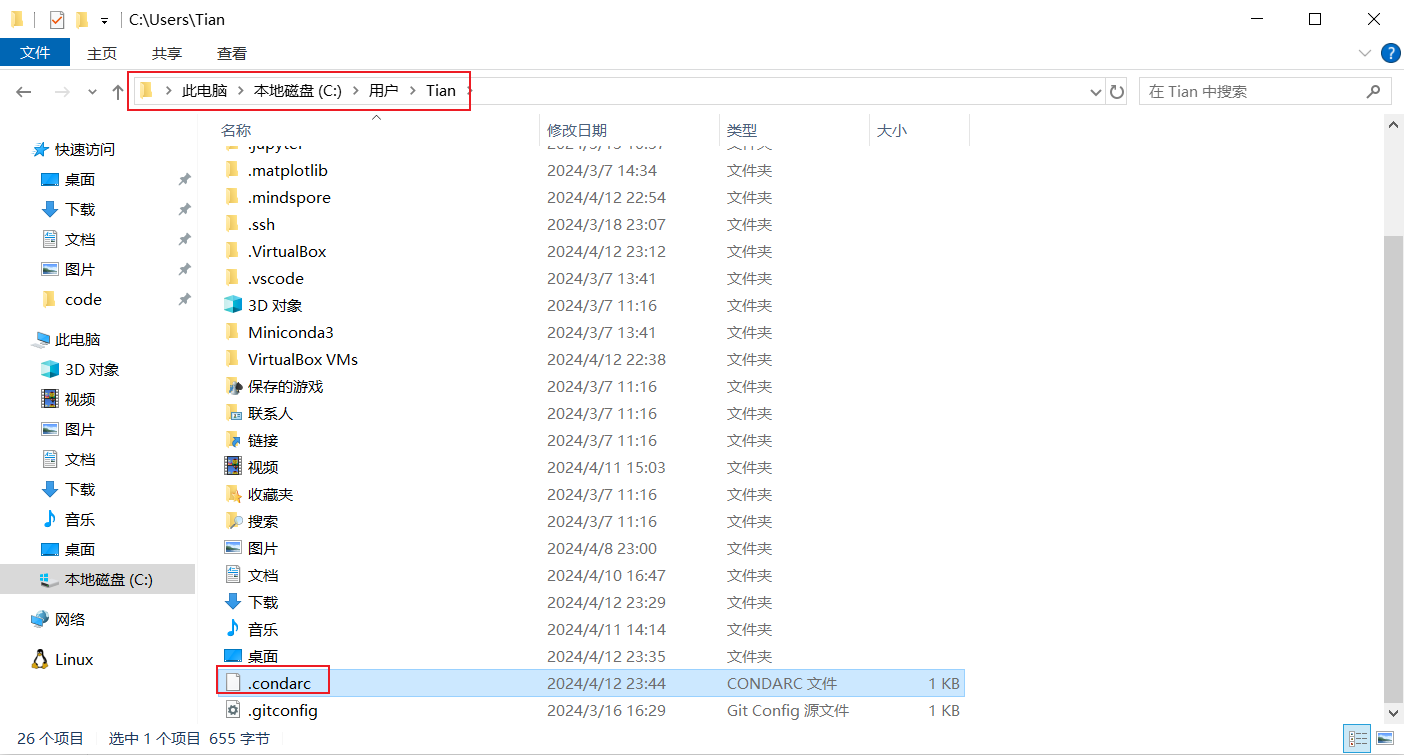 C:\Users\Tian
文件 主页 共享 查看
此电脑 本地磁盘 (C:) 用户 Tian 在 Tian 中搜索
名称 修改日期 类型 大小
快速访问
桌面
下载
文档
图片
code
此电脑
3D 对象
视频
图片
文档
下载
音乐
桌面
本地磁盘 (C:)
网络
Linux
.matplotlib 2024/3/7 14:34 文件夹
.mindspore 2024/4/12 22:54 文件夹
.ssh 2024/3/18 23:07 文件夹
.VirtualBox 2024/4/12 23:12 文件夹
.vscode 2024/3/7 13:41 文件夹
3D 对象 2024/3/7 11:16 文件夹
Miniconda3 2024/3/7 13:41 文件夹
VirtualBox VMs 2024/4/12 22:38 文件夹
保存的游戏 2024/3/7 11:16 文件夹
联系人 2024/3/7 11:16 文件夹
链接 2024/3/7 11:16 文件夹
视频 2024/4/11 15:03 文件夹
收藏夹 2024/3/7 11:16 文件夹
搜索 2024/3/7 11:16 文件夹
图片 2024/4/8 23:00 文件夹
文档 2024/4/10 16:47 文件夹
下载 2024/4/12 23:29 文件夹
音乐 2024/4/11 14:14 文件夹
桌面 2024/4/12 23:35 文件夹
.condarc 2024/4/12 23:44 CONDARC 文件 1 KB
.gitconfig 2024/3/16 16:29 Git Config 源文件 1 KB
26 个项目 选中 1 个项目 655 字节